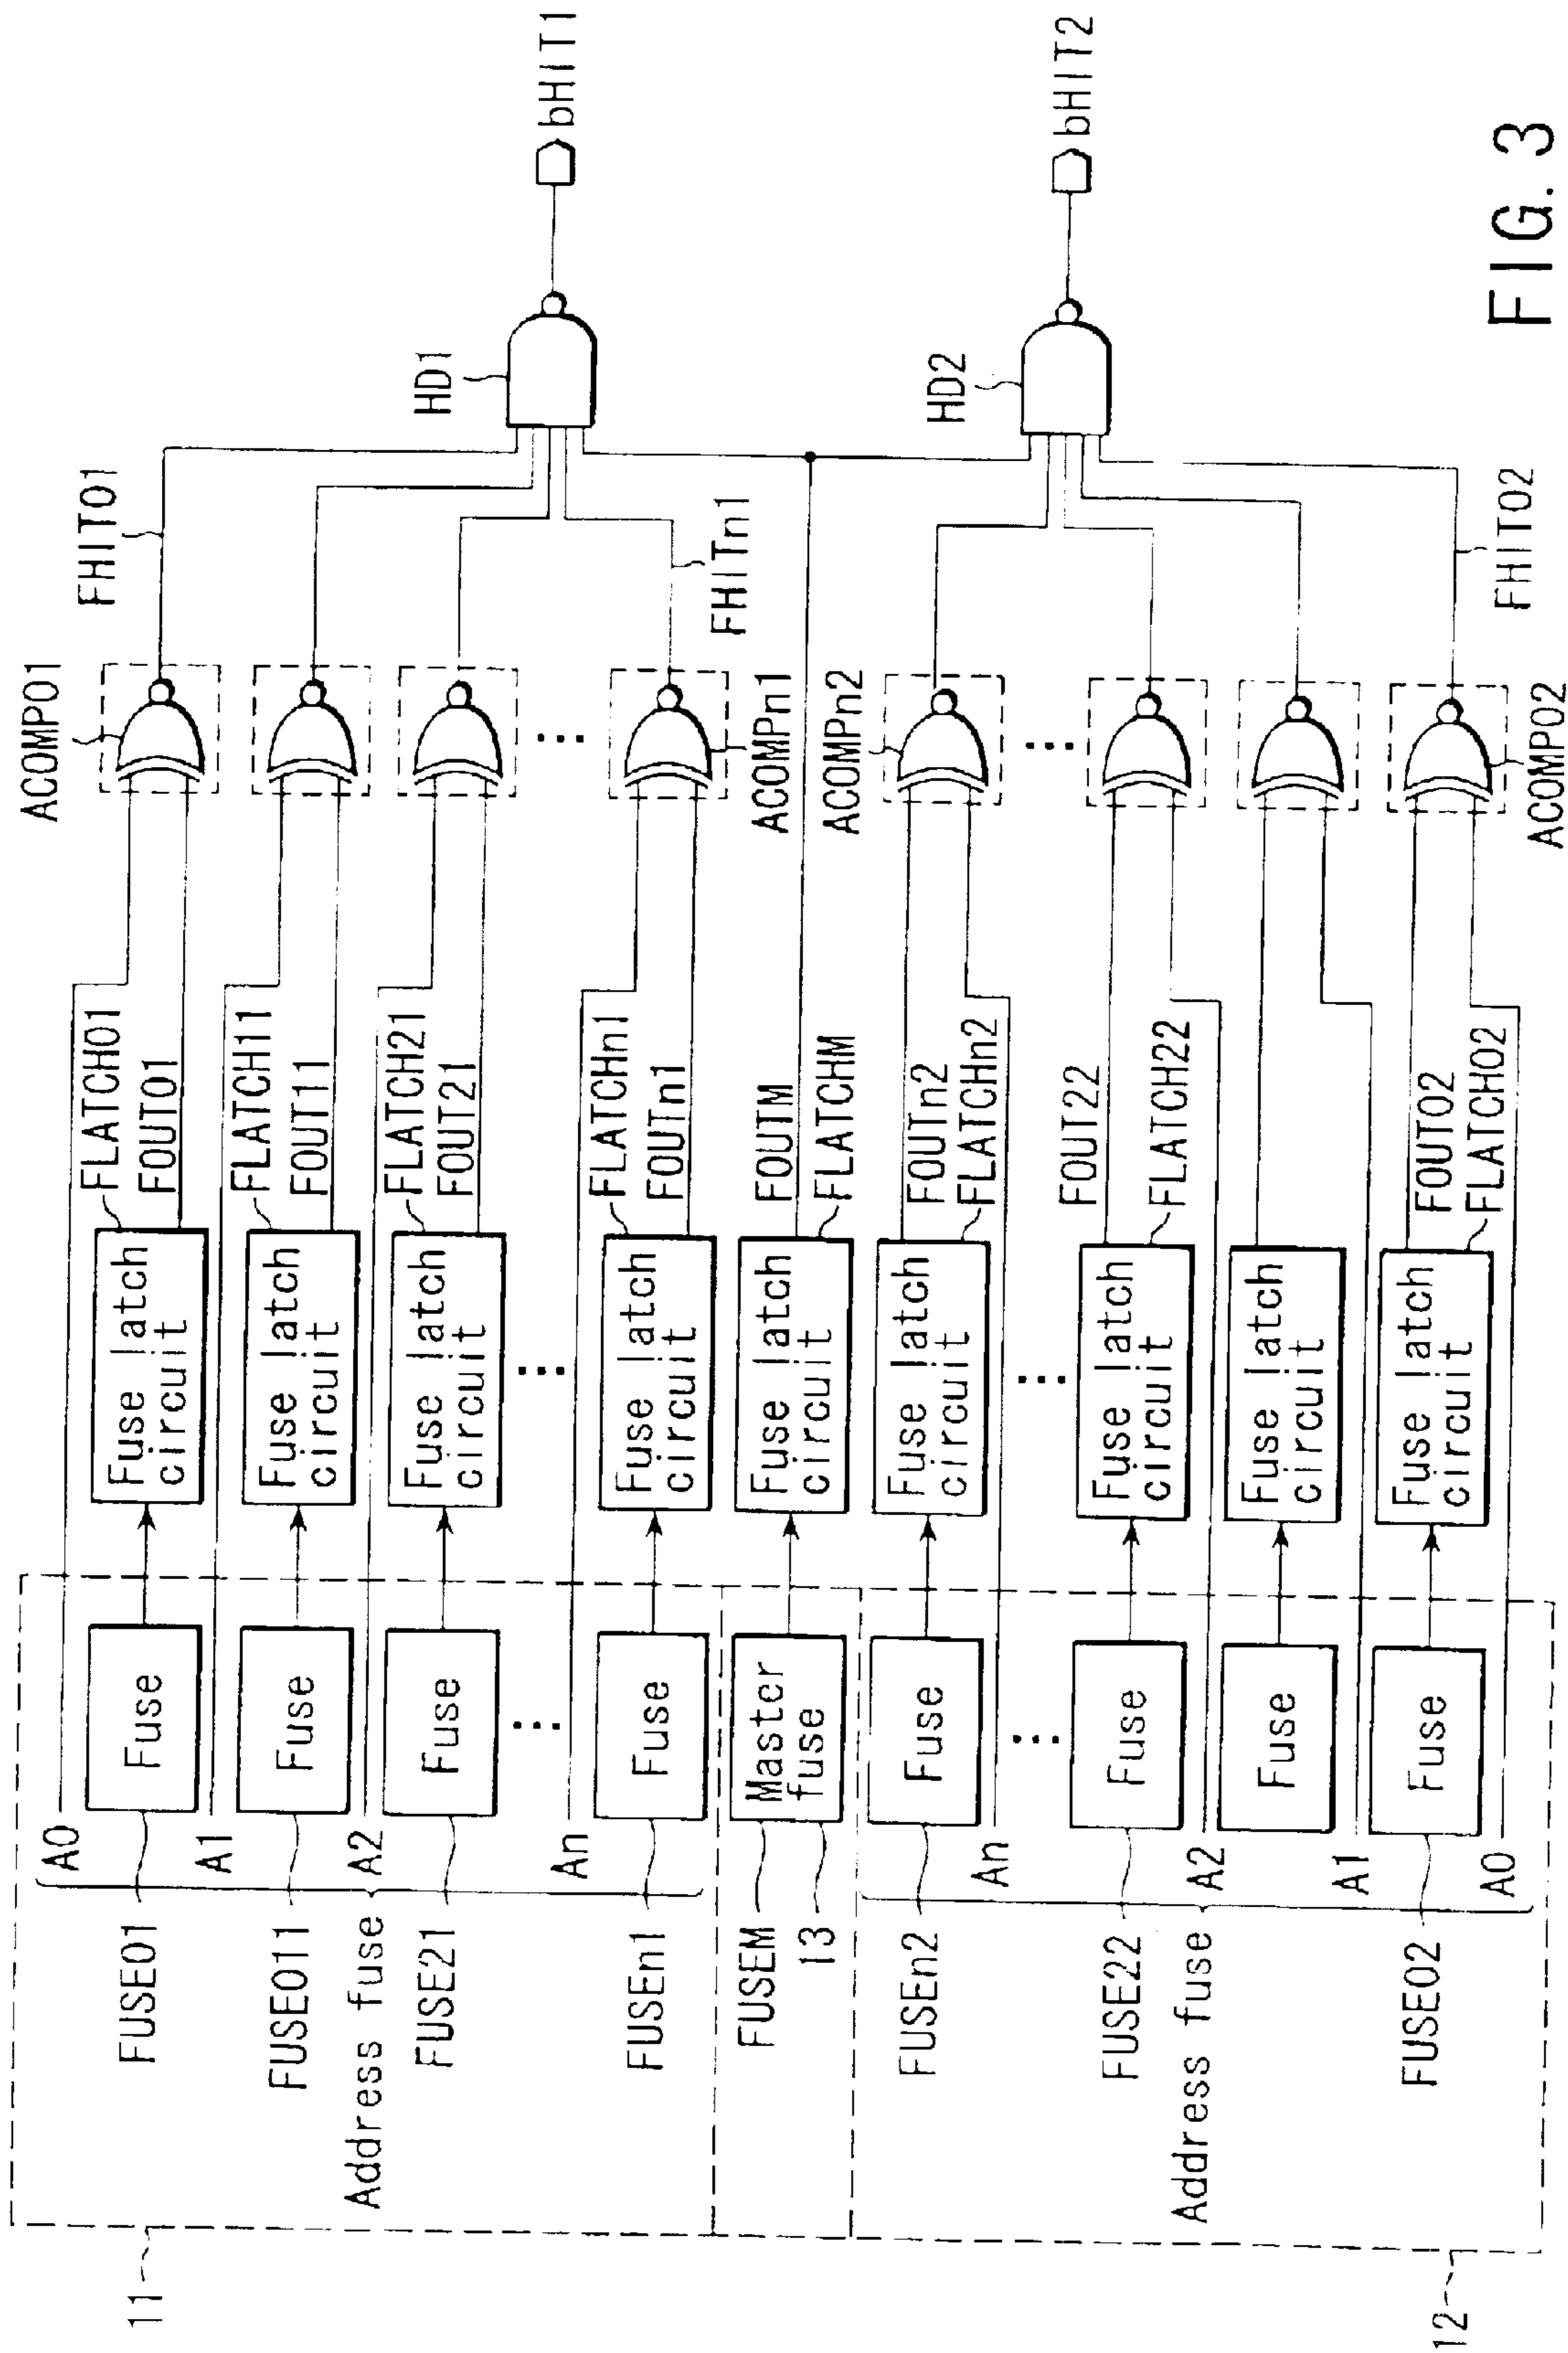 11
A0
FUSE01
Fuse
Fuse latch
circuit
FLATCH01
FOUT01
ACOMP01
FHIT01
A1
FUSE011
Fuse
Fuse latch
circuit
FLATCH11
FOUT11
Address fuse
A2
FUSE21
Fuse
Fuse latch
circuit
FLATCH21
FOUT21
HD1
bHIT1
...
...
...
An
FUSEn1
Fuse
Fuse latch
circuit
FLATCHn1
FOUTn1
ACOMPn1
FHITn1
FUSEM
13
Master
fuse
Fuse latch
circuit
FOUTM
FLATCHM
FUSEn2
Fuse
An
Fuse latch
circuit
FOUTn2
FLATCHn2
ACOMPn2
HD2
bHIT2
...
...
...
FUSE22
Fuse
Fuse latch
circuit
FOUT22
FLATCH22
Address fuse
A2
Fuse
Fuse latch
circuit
A1
FUSE02
Fuse
Fuse latch
circuit
FOUT02
FLATCH02
ACOMP02
FHIT02
A0
12
FIG. 3